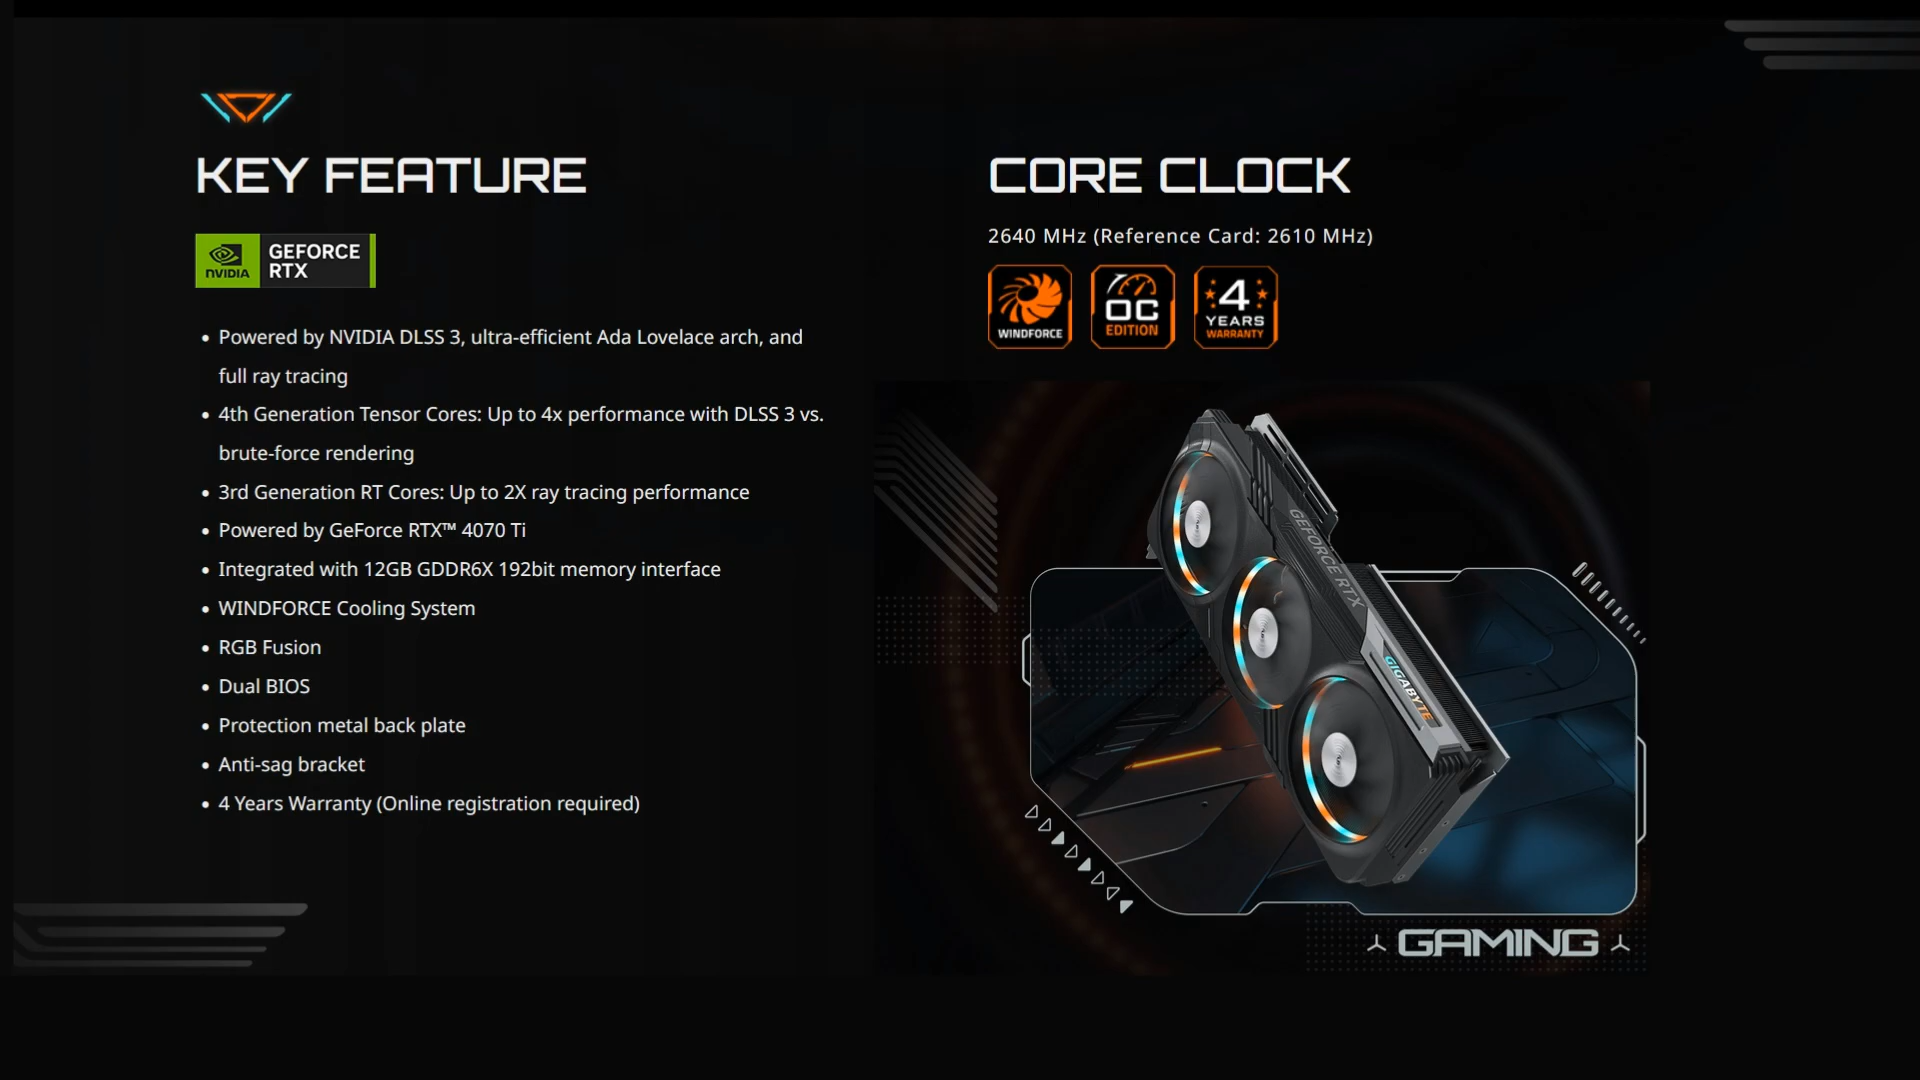 KEY FEATURE
NVIDIA GEFORCE RTX
• Powered by NVIDIA DLSS 3, ultra-efficient Ada Lovelace arch, and
full ray tracing
• 4th Generation Tensor Cores: Up to 4x performance with DLSS 3 vs.
brute-force rendering
• 3rd Generation RT Cores: Up to 2X ray tracing performance
• Powered by GeForce RTX™ 4070 Ti
• Integrated with 12GB GDDR6X 192bit memory interface
• WINDFORCE Cooling System
• RGB Fusion
• Dual BIOS
• Protection metal back plate
• Anti-sag bracket
• 4 Years Warranty (Online registration required)
CORE CLOCK
2640 MHz (Reference Card: 2610 MHz)
WINDFORCE
OC
EDITION
4
YEARS
WARRANTY
GEFORCE RTX
GIGABYTE
GAMING